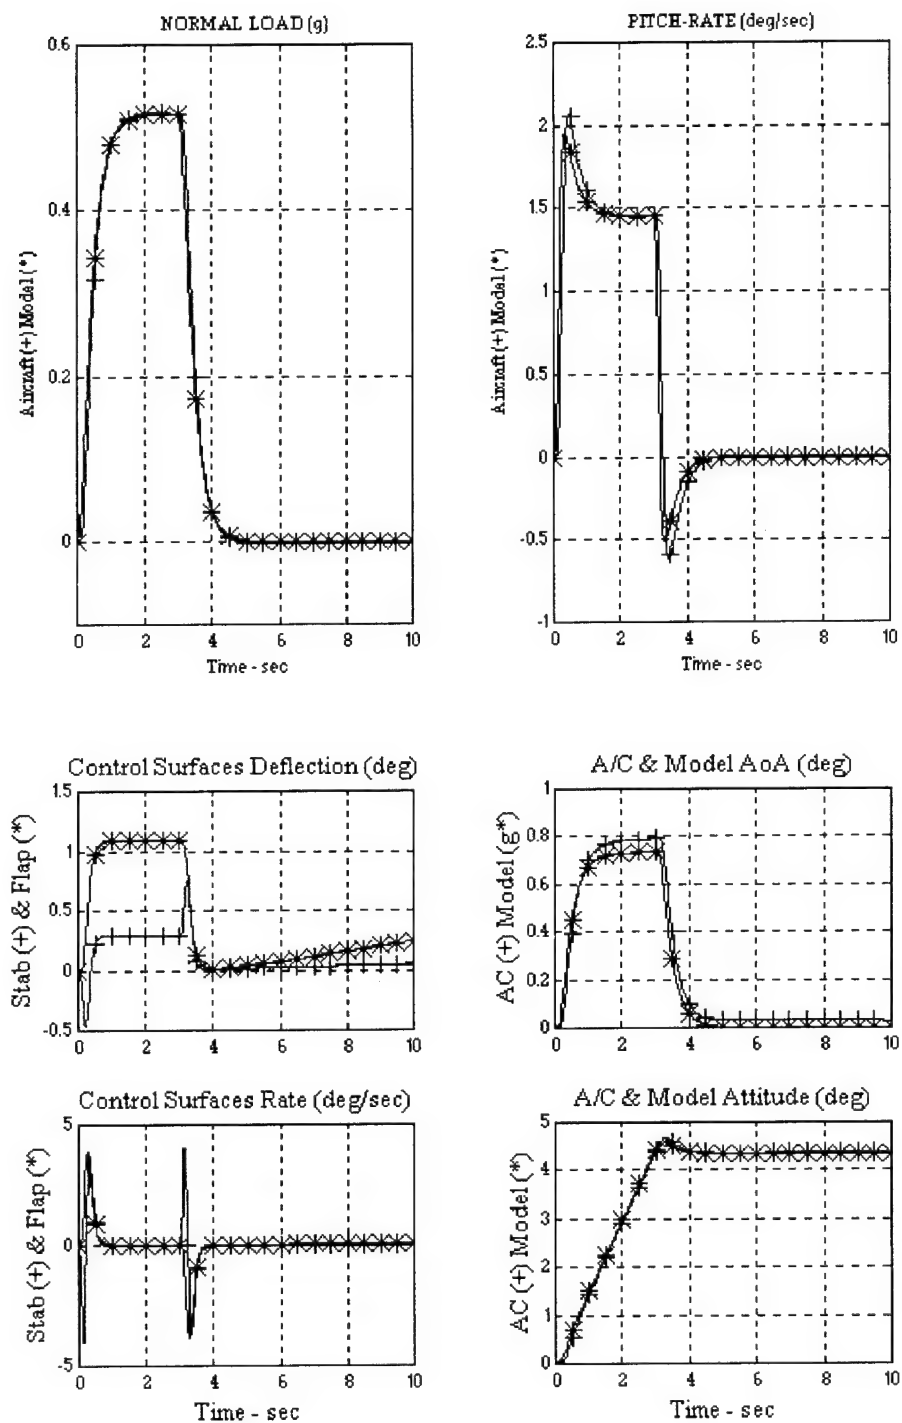 NORMAL LOAD (g)
0.6
0.4
0.2
0
Aircraft(+) Model (*)
0 2 4 6 8 10
Time - sec
PITCH-RATE (deg/sec)
2.5
2
1.5
1
0.5
0
-0.5
-1
Aircraft(+) Model (*)
0 2 4 6 8 10
Time - sec
Control Surfaces Deflection (deg)
1.5
1
0.5
0
-0.5
Stab (+) & Flap (*)
0 2 4 6 8 10
A/C & Model AoA (deg)
1
0.8
0.6
0.4
0.2
0
AC (+) Model (g*)
0 2 4 6 8 10
Control Surfaces Rate (deg/sec)
5
0
-5
Stab (+) & Flap (*)
0 2 4 6 8 10
Time - sec
A/C & Model Attitude (deg)
5
4
3
2
1
0
AC (+) Model (*)
0 2 4 6 8 10
Time - sec